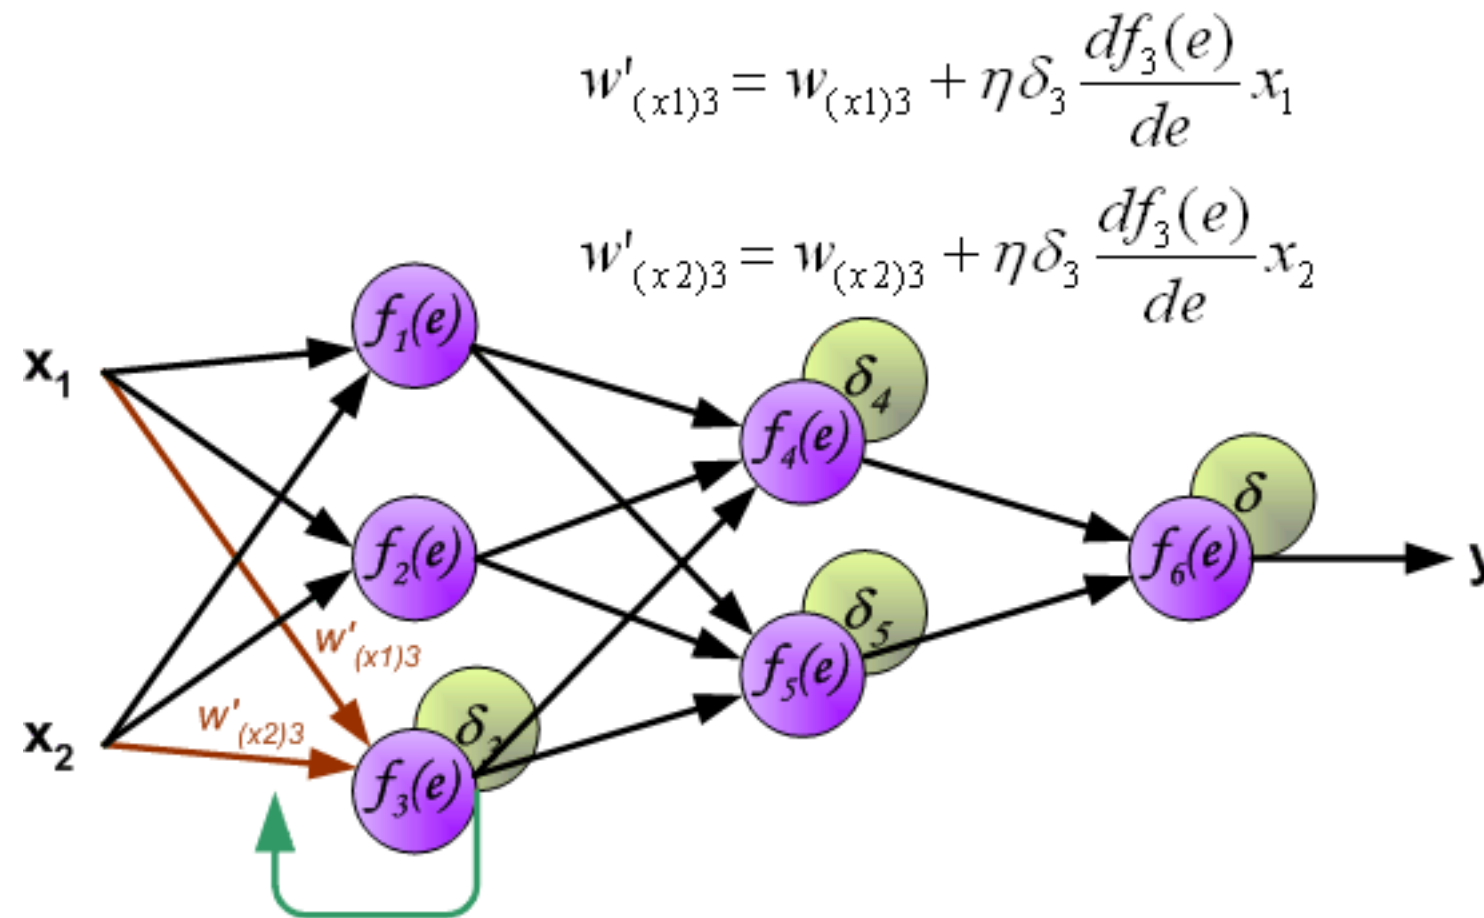 w'(x1)3 = w(x1)3 + ηδ3 df3(e)/de x1
w'(x2)3 = w(x2)3 + ηδ3 df3(e)/de x2
f1(e)
x1
δ4
f4(e)
δ
f2(e)
f6(e)
y
δ5
w'(x1)3
f5(e)
w'(x2)3
x2
δ3
f3(e)